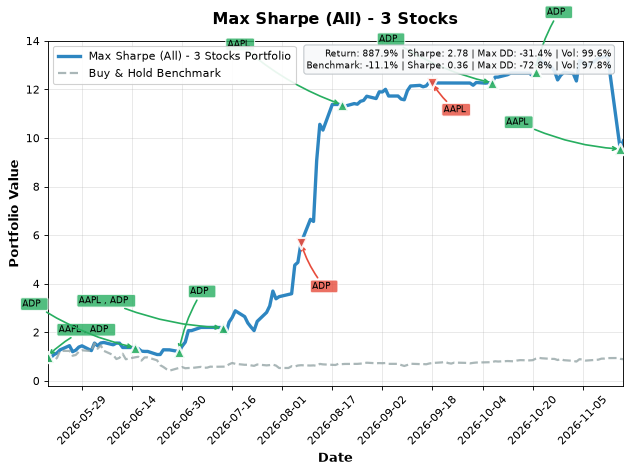 Max Sharpe (All) - 3 Stocks
ADP
AAPL
ADP
Max Sharpe (All) - 3 Stocks Portfolio
Buy & Hold Benchmark
Return: 887.9% | Sharpe: 2.78 | Max DD: -31.4% | Vol: 99.6%
Benchmark: -11.1% | Sharpe: 0.36 | Max DD: -72.8% | Vol: 97.8%
AAPL
AAPL
ADP
ADP
AAPL , ADP
ADP
AAPL , ADP
Portfolio Value
14
12
10
8
6
4
2
0
2026-05-29
2026-06-14
2026-06-30
2026-07-16
2026-08-01
2026-08-17
2026-09-02
2026-09-18
2026-10-04
2026-10-20
2026-11-05
Date